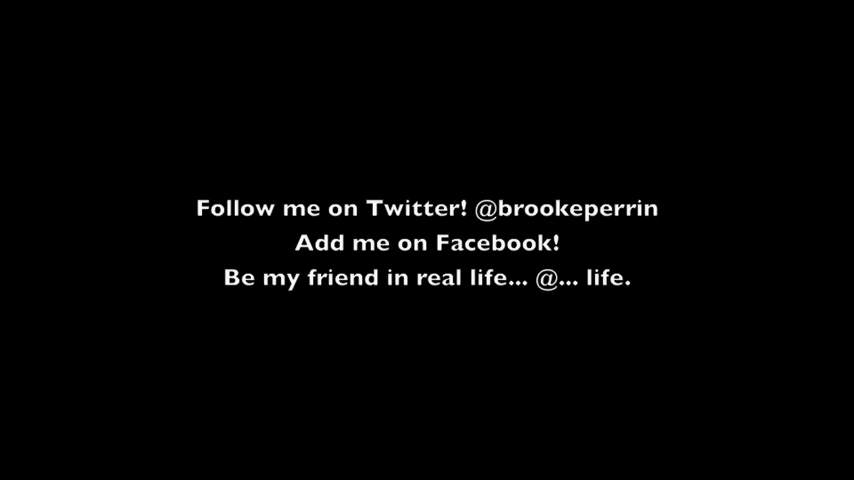 Follow me on Twitter! @brookeperrin
Add me on Facebook!
Be my friend in real life... @... life.